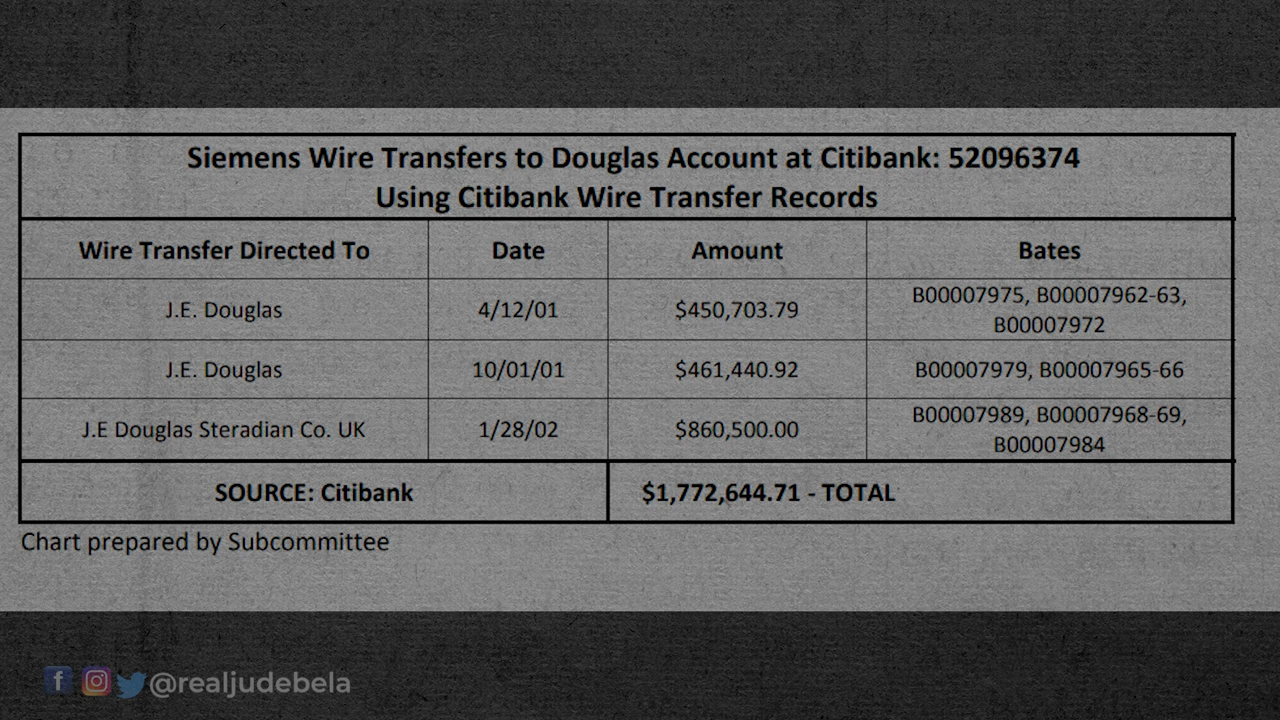 Siemens Wire Transfers to Douglas Account at Citibank: 52096374
Using Citibank Wire Transfer Records
Wire Transfer Directed To Date Amount Bates
J.E. Douglas 4/12/01 $450,703.79 B00007975, B00007962-63,
B00007972
J.E. Douglas 10/01/01 $461,440.92 B00007979, B00007965-66
J.E Douglas Steradian Co. UK 1/28/02 $860,500.00 B00007989, B00007968-69,
B00007984
SOURCE: Citibank $1,772,644.71 - TOTAL
Chart prepared by Subcommittee
@realjudebela